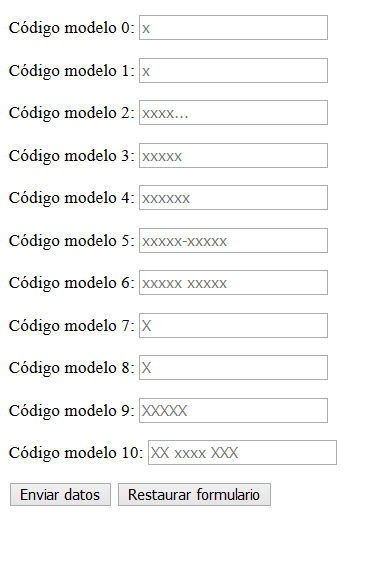 Código modelo 0: x
Código modelo 1: x
Código modelo 2: xxxx...
Código modelo 3: xxxxx
Código modelo 4: xxxxxx
Código modelo 5: xxxxx-xxxxx
Código modelo 6: xxxxx xxxxx
Código modelo 7: X
Código modelo 8: X
Código modelo 9: XXXXX
Código modelo 10: XX xxxx XXX
Enviar datos Restaurar formulario